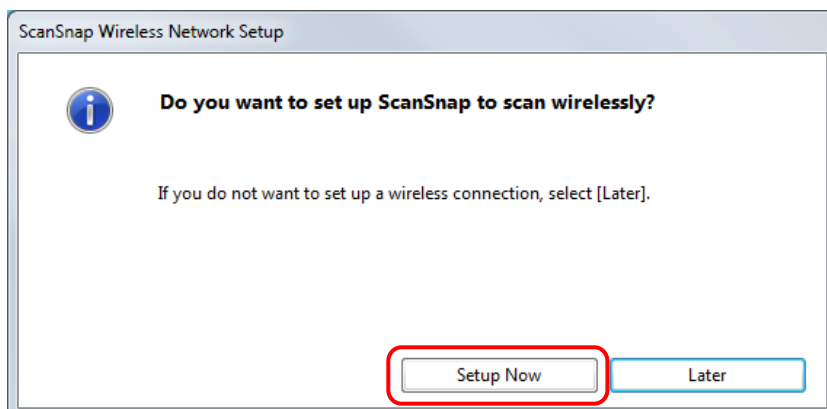 ScanSnap Wireless Network Setup
Do you want to set up ScanSnap to scan wirelessly?
If you do not want to set up a wireless connection, select [Later].
Setup Now Later